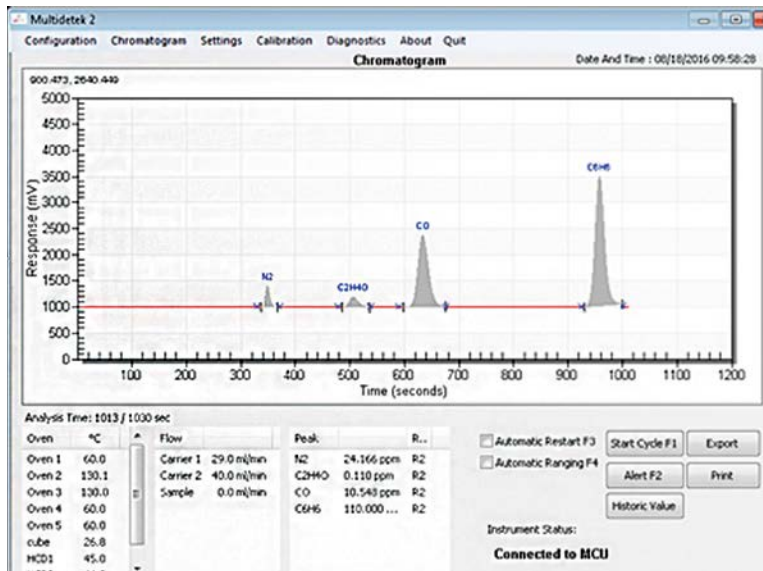 Multidetek 2
Configuration Chromatogram Settings Calibration Diagnostics About Quit
Chromatogram
Date And Time : 08/18/2016 09:58:28
900.473, 2640.449
5000
4500
4000
3500
3000
2500
2000
1500
1000
500
0
Response (mV)
N2
C2H4O
CO
C6H6
100 200 300 400 500 600 700 800 900 1000 1100 1200
Time (seconds)
Analysis Time: 1013 / 1030 sec
Oven °C
Oven 1 60.0
Oven 2 130.1
Oven 3 130.0
Oven 4 60.0
Oven 5 60.0
cube 26.8
HCD1 45.0
Flow
Carrier 1 29.0 ml/min
Carrier 2 40.0 ml/min
Sample 0.0 ml/min
Peak R..
N2 24.166 ppm R2
C2H4O 0.110 ppm R2
CO 10.548 ppm R2
C6H6 110.000 ... R2
Automatic Restart F3
Automatic Ranging F4
Start Cycle F1
Export
Alert F2
Print
Historic Value
Instrument Status:
Connected to MCU